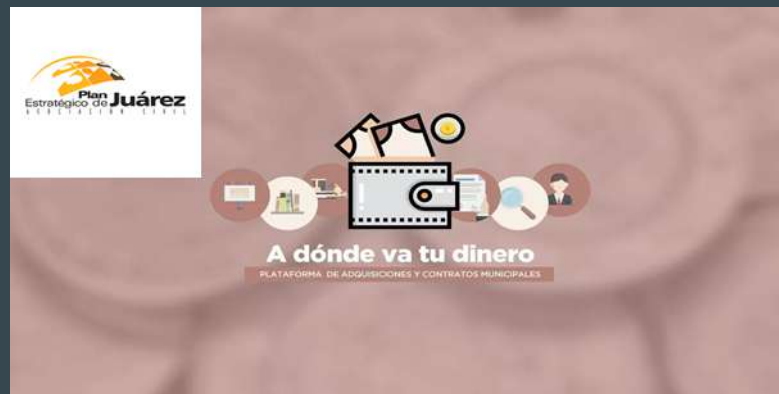 Plan
Estratégico de Juárez
ASOCIACIÓN CIVIL
A dónde va tu dinero
PLATAFORMA DE ADQUISICIONES Y CONTRATOS MUNICIPALES